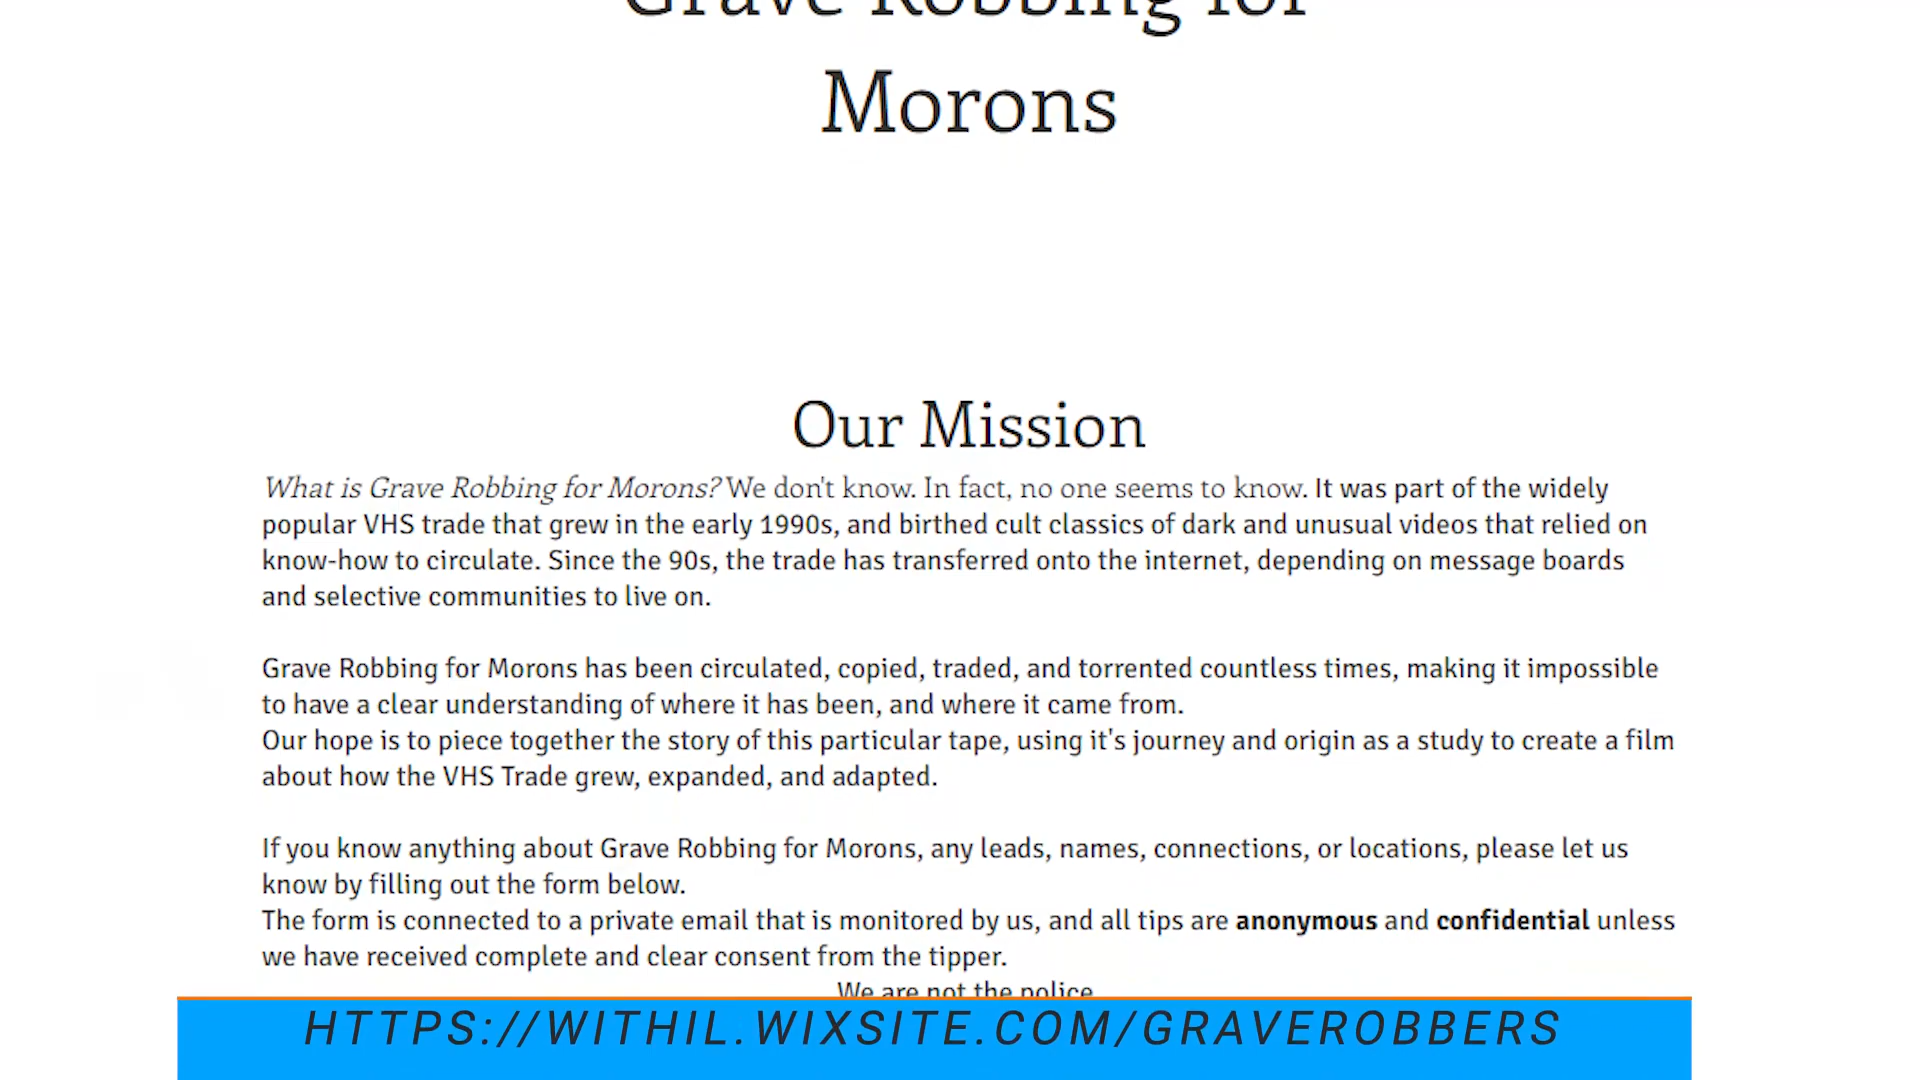 Grave Robbing for
Morons
Our Mission
What is Grave Robbing for Morons? We don't know. In fact, no one seems to know. It was part of the widely
popular VHS trade that grew in the early 1990s, and birthed cult classics of dark and unusual videos that relied on
know-how to circulate. Since the 90s, the trade has transferred onto the internet, depending on message boards
and selective communities to live on.
Grave Robbing for Morons has been circulated, copied, traded, and torrented countless times, making it impossible
to have a clear understanding of where it has been, and where it came from.
Our hope is to piece together the story of this particular tape, using it's journey and origin as a study to create a film
about how the VHS Trade grew, expanded, and adapted.
If you know anything about Grave Robbing for Morons, any leads, names, connections, or locations, please let us
know by filling out the form below.
The form is connected to a private email that is monitored by us, and all tips are anonymous and confidential unless
we have received complete and clear consent from the tipper.
We are not the police
HTTPS://WITHIL.WIXSITE.COM/GRAVEROBBERS